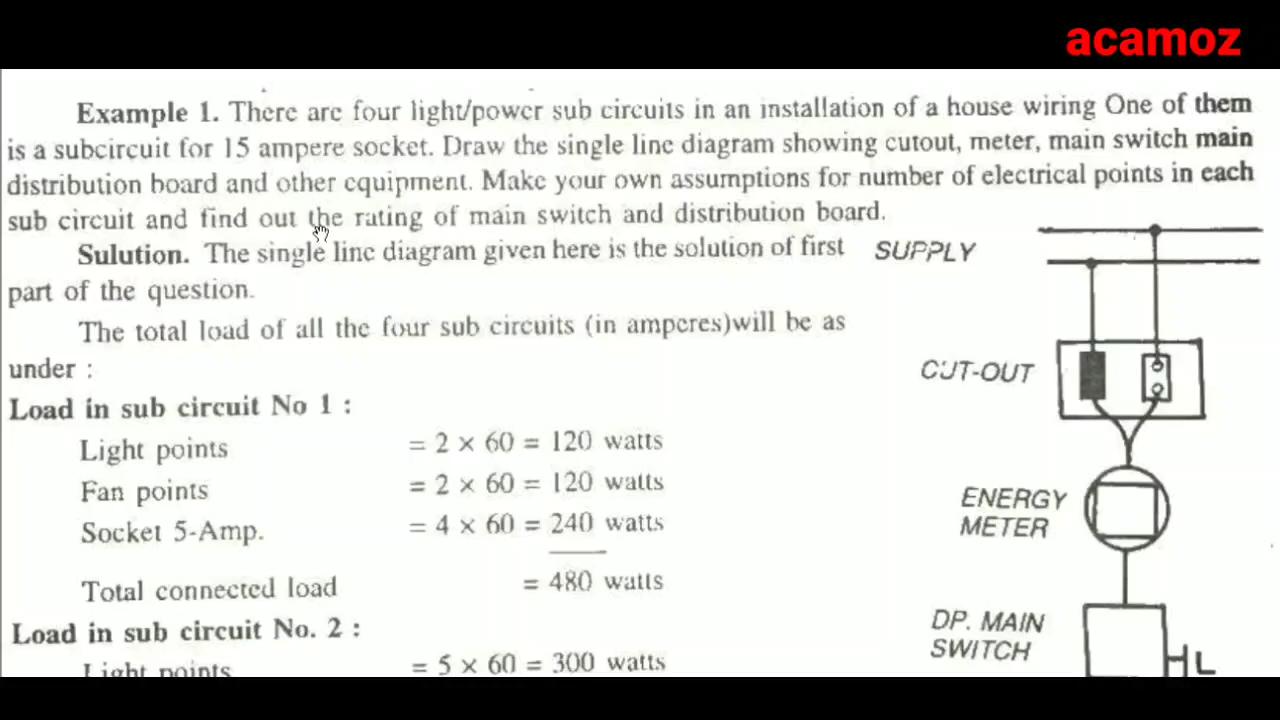 acamoz
Example 1. There are four light/power sub circuits in an installation of a house wiring One of them
is a subcircuit for 15 ampere socket. Draw the single line diagram showing cutout, meter, main switch main
distribution board and other equipment. Make your own assumptions for number of electrical points in each
sub circuit and find out the rating of main switch and distribution board.
Sulution. The single line diagram given here is the solution of first
part of the question.
The total load of all the four sub circuits (in amperes)will be as
under :
Load in sub circuit No 1 :
Light points = 2 × 60 = 120 watts
Fan points = 2 × 60 = 120 watts
Socket 5-Amp. = 4 × 60 = 240 watts
Total connected load = 480 watts
Load in sub circuit No. 2 :
Light points = 5 × 60 = 300 watts
SUPPLY
CUT-OUT
ENERGY
METER
DP. MAIN
SWITCH